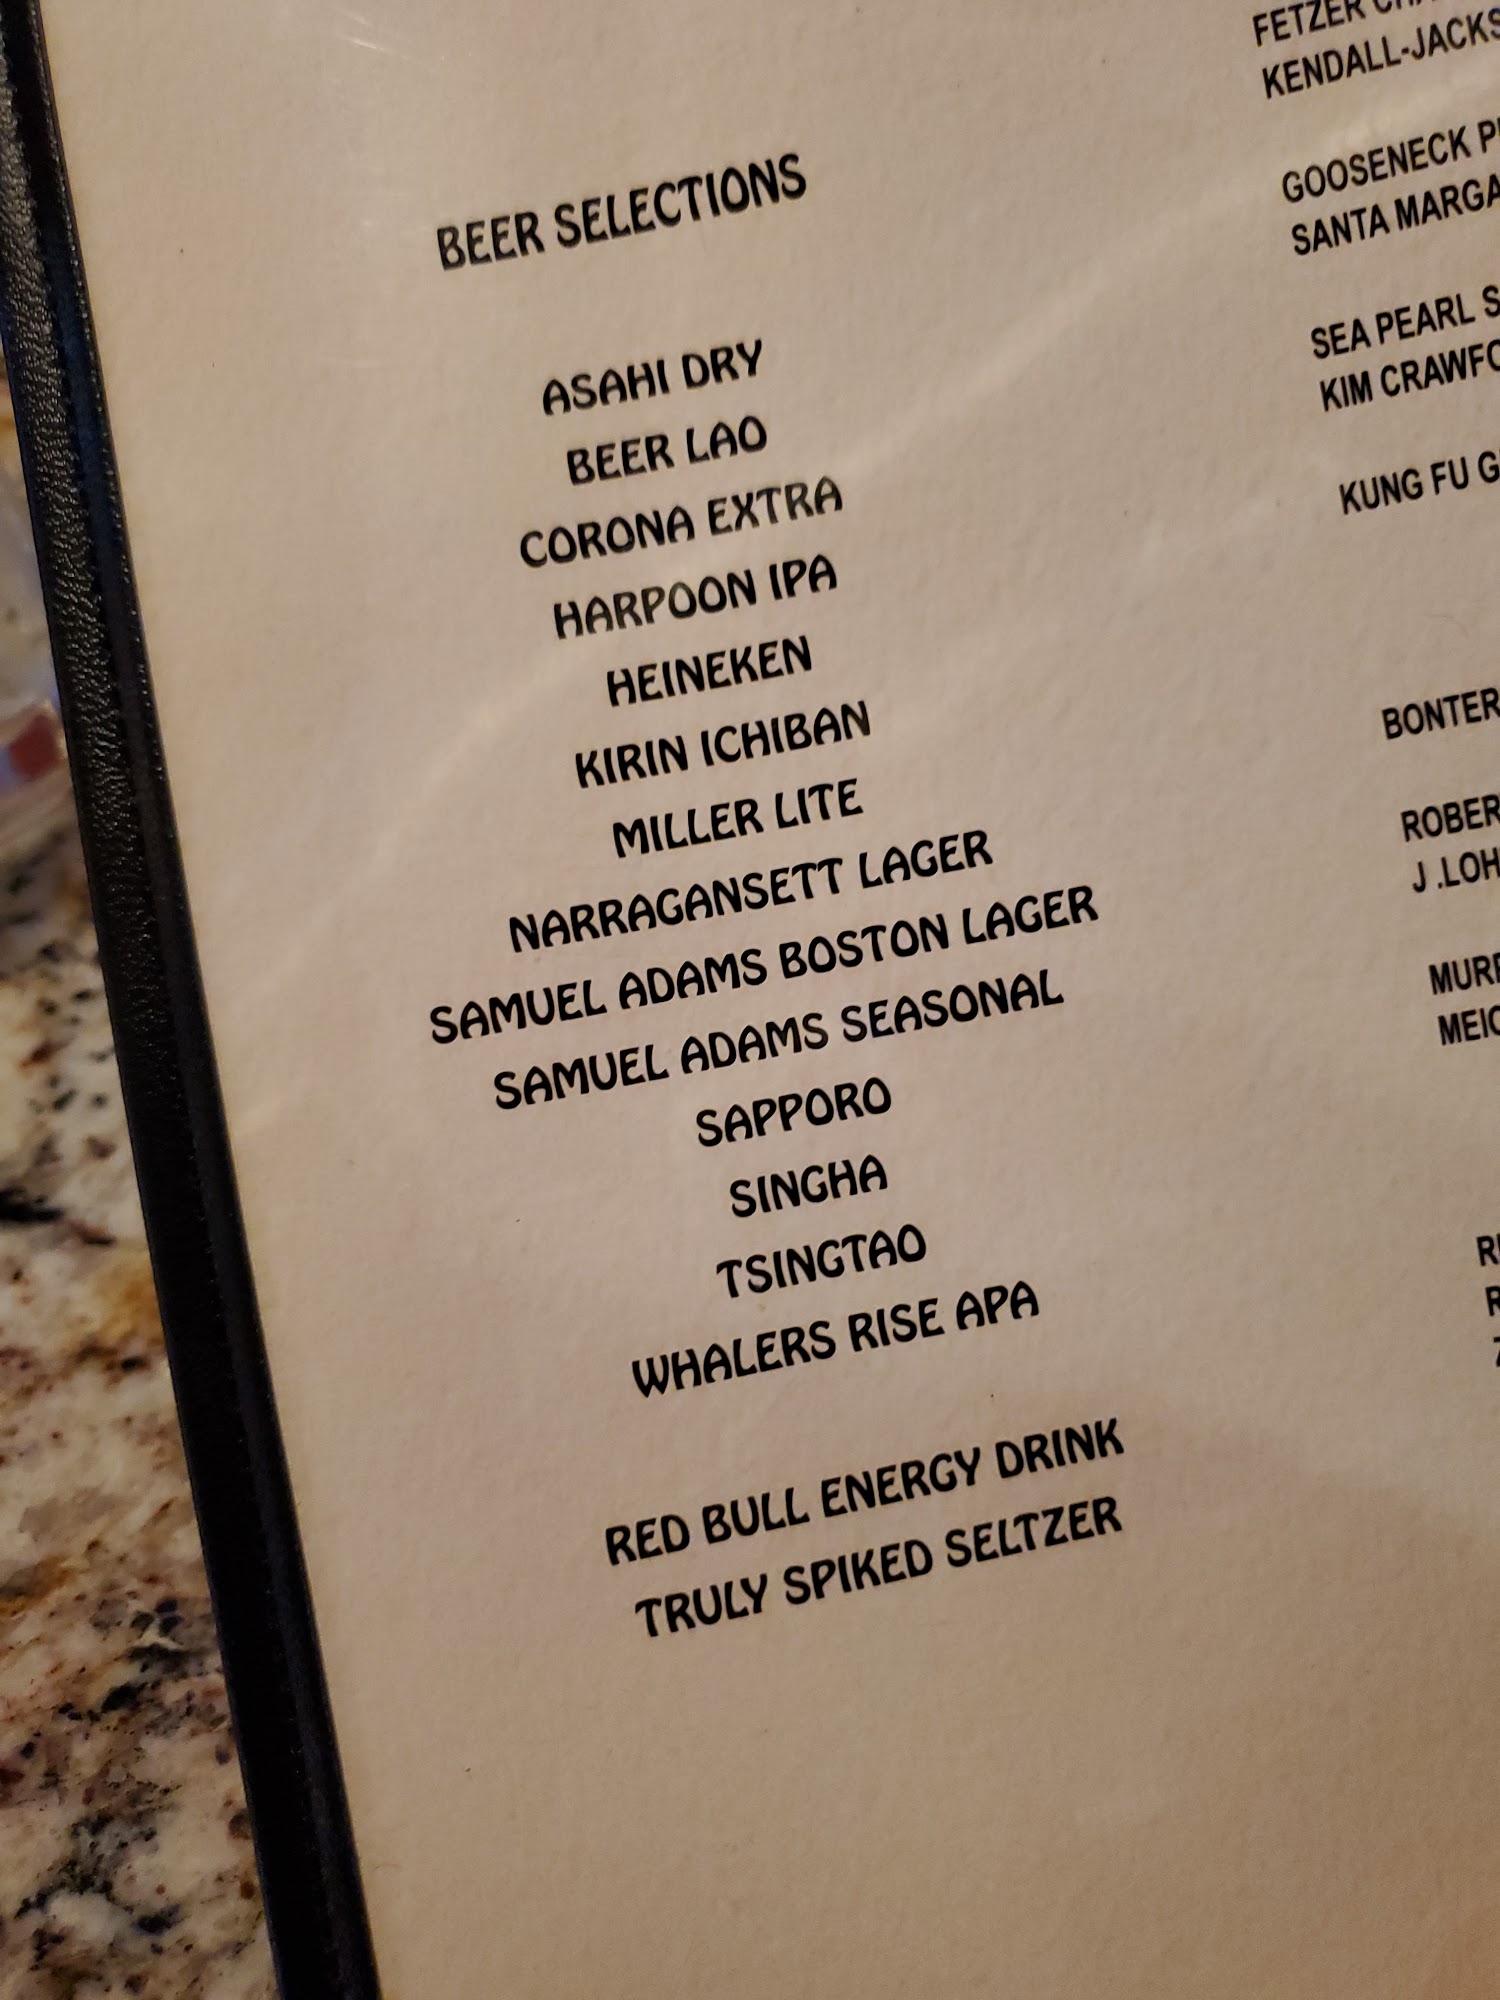 BEER SELECTIONS
ASAHI DRY
BEER LAO
CORONA EXTRA
HARPOON IPA
HEINEKEN
KIRIN ICHIBAN
MILLER LITE
NARRAGANSETT LAGER
SAMUEL ADAMS BOSTON LAGER
SAMUEL ADAMS SEASONAL
SAPPORO
SINGHA
TSINGTAO
WHALERS RISE APA
RED BULL ENERGY DRINK
TRULY SPIKED SELTZER
FETZER
KENDALL-JACKS
GOOSENECK P
SANTA MARGA
SEA PEARL S
KIM CRAWFO
KUNG FU G
BONTER
ROBER
J .LOH
MEIO